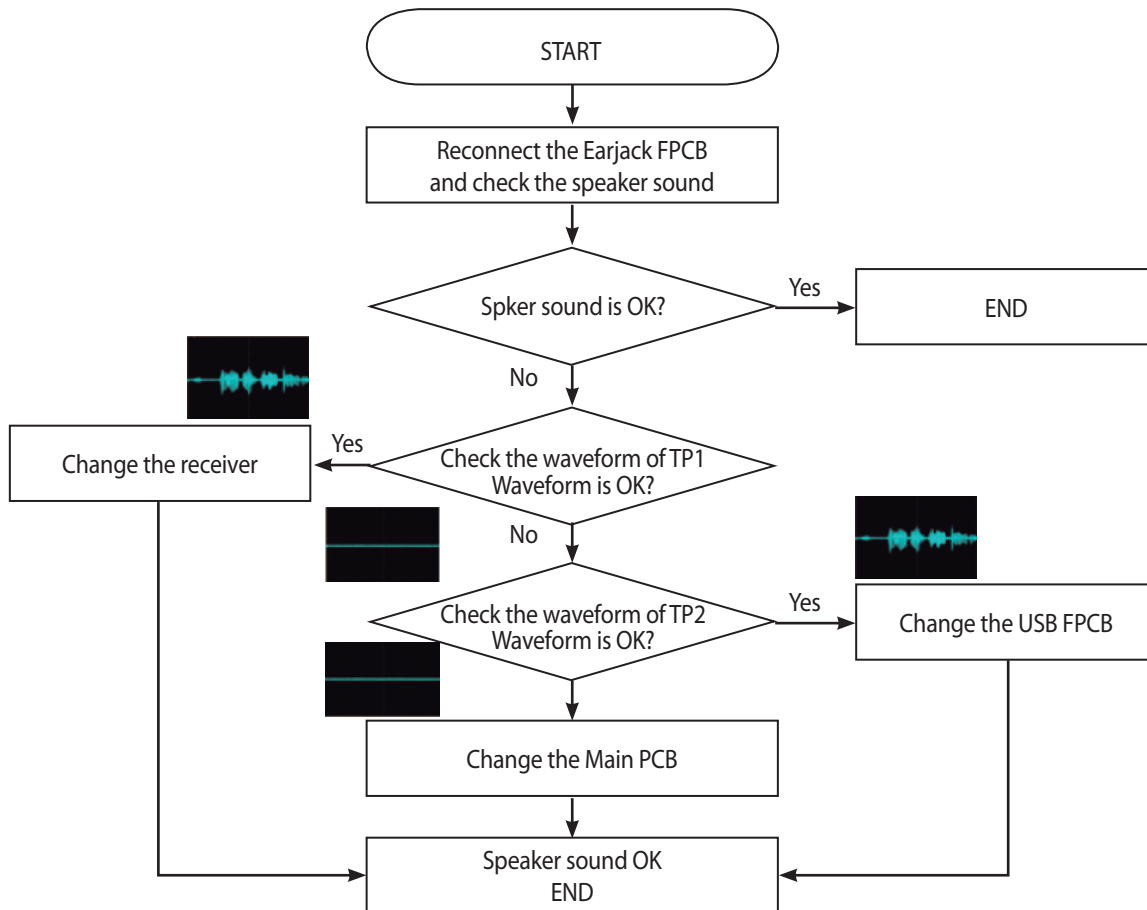 START
Reconnect the Earjack FPCB
and check the speaker sound
Spker sound is OK?
Yes
END
No
Change the receiver
Yes
Check the waveform of TP1
Waveform is OK?
No
Check the waveform of TP2
Waveform is OK?
Yes
Change the USB FPCB
Change the Main PCB
Speaker sound OK
END